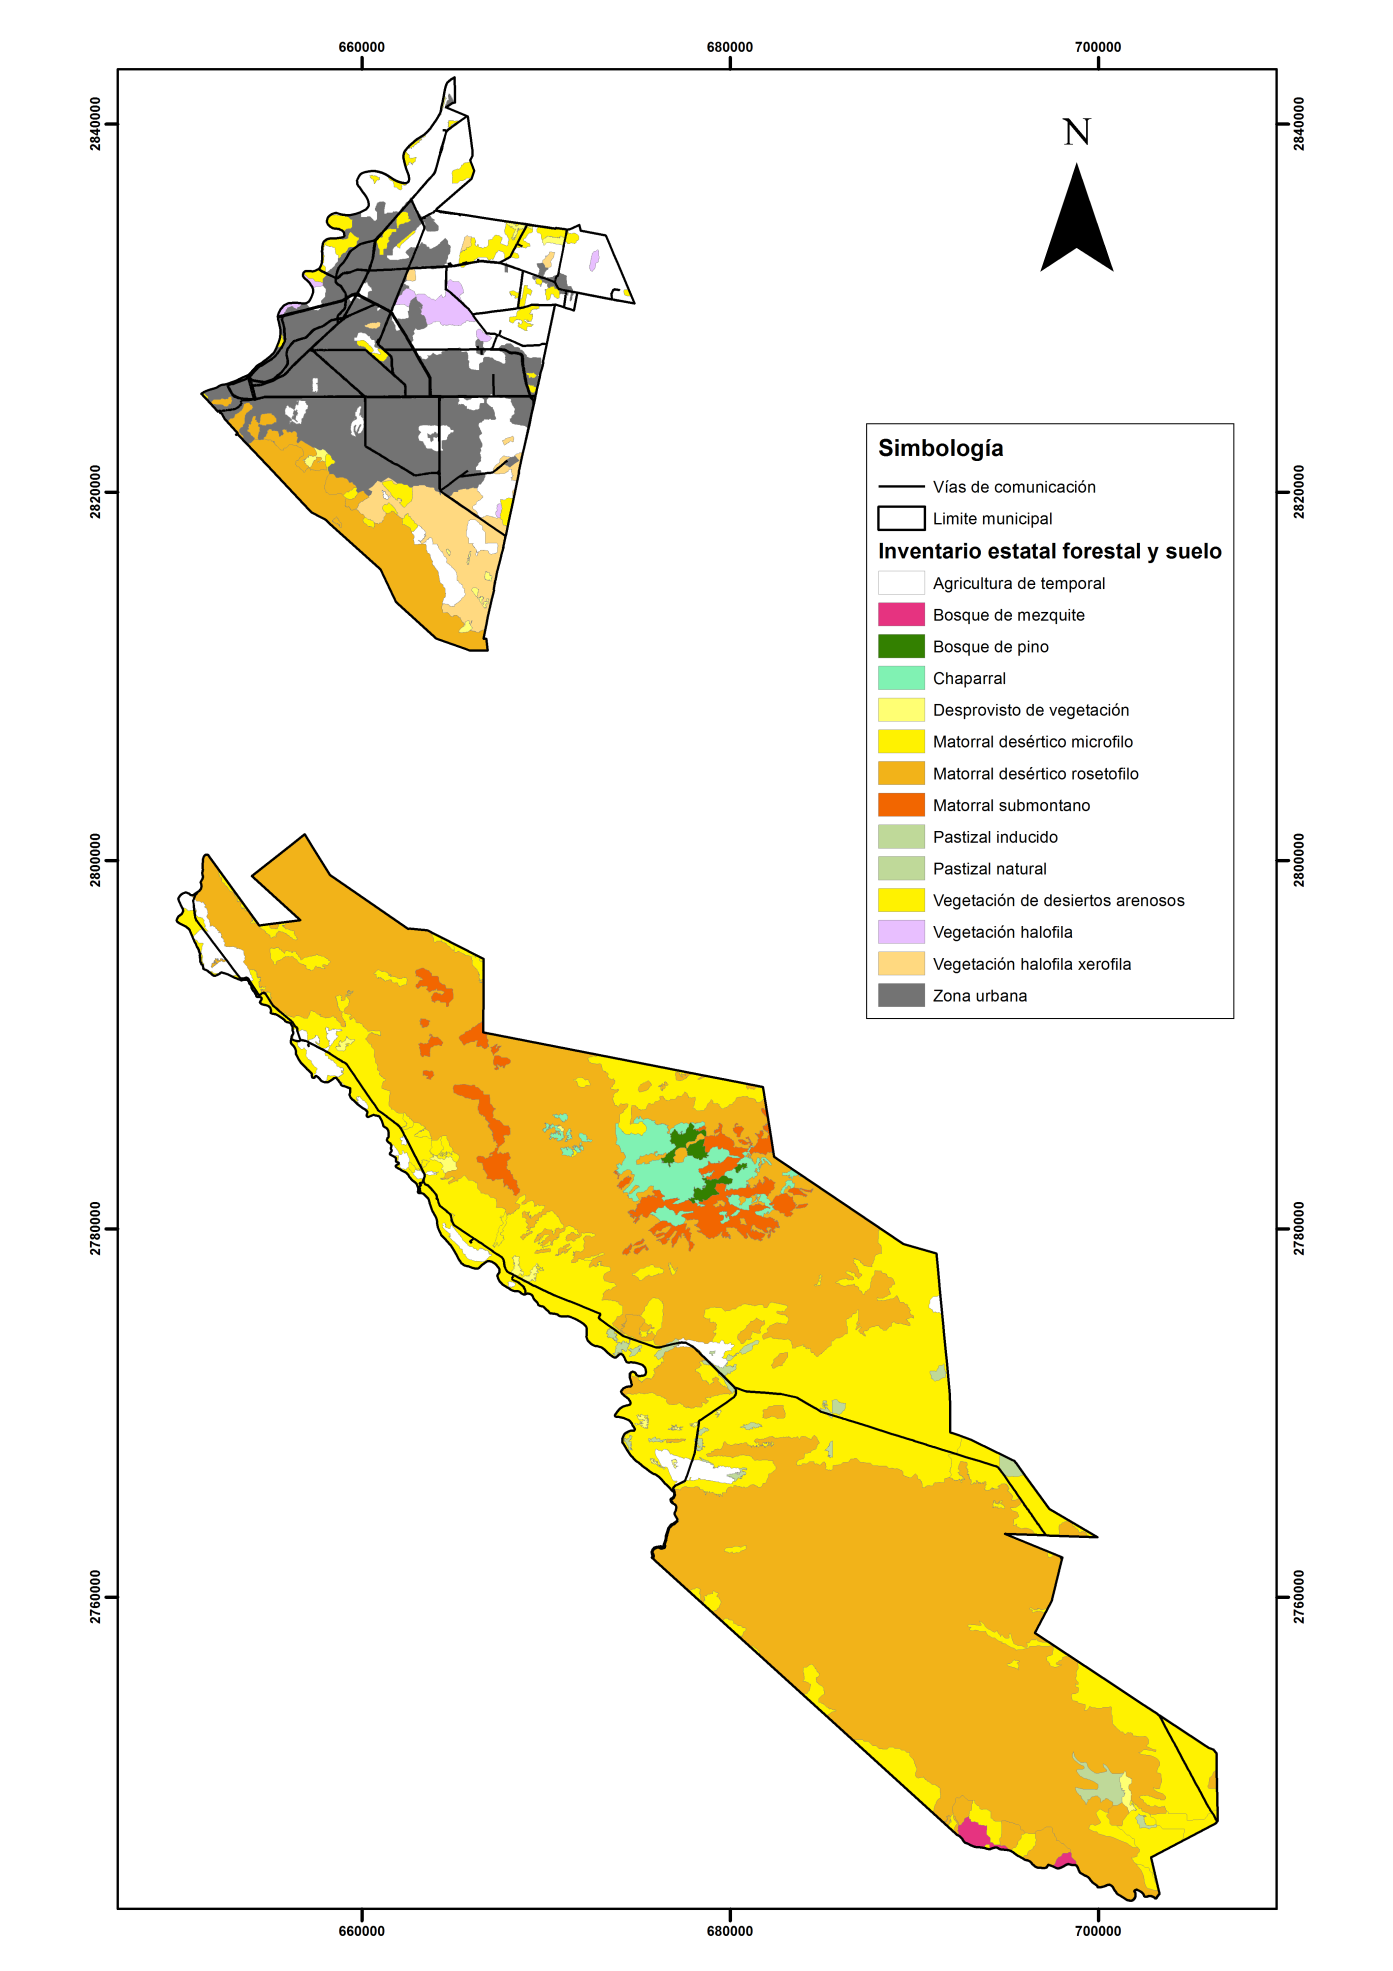 660000
680000
700000
2840000
2840000
N
Simbología
Vías de comunicación
Limite municipal
Inventario estatal forestal y suelo
Agricultura de temporal
Bosque de mezquite
Bosque de pino
Chaparral
Desprovisto de vegetación
Matorral desértico microfilo
Matorral desértico rosetofilo
Matorral submontano
Pastizal inducido
Pastizal natural
Vegetación de desiertos arenosos
Vegetación halofila
Vegetación halofila xerofila
Zona urbana
2820000
2820000
2800000
2800000
2780000
2780000
2760000
2760000
660000
680000
700000